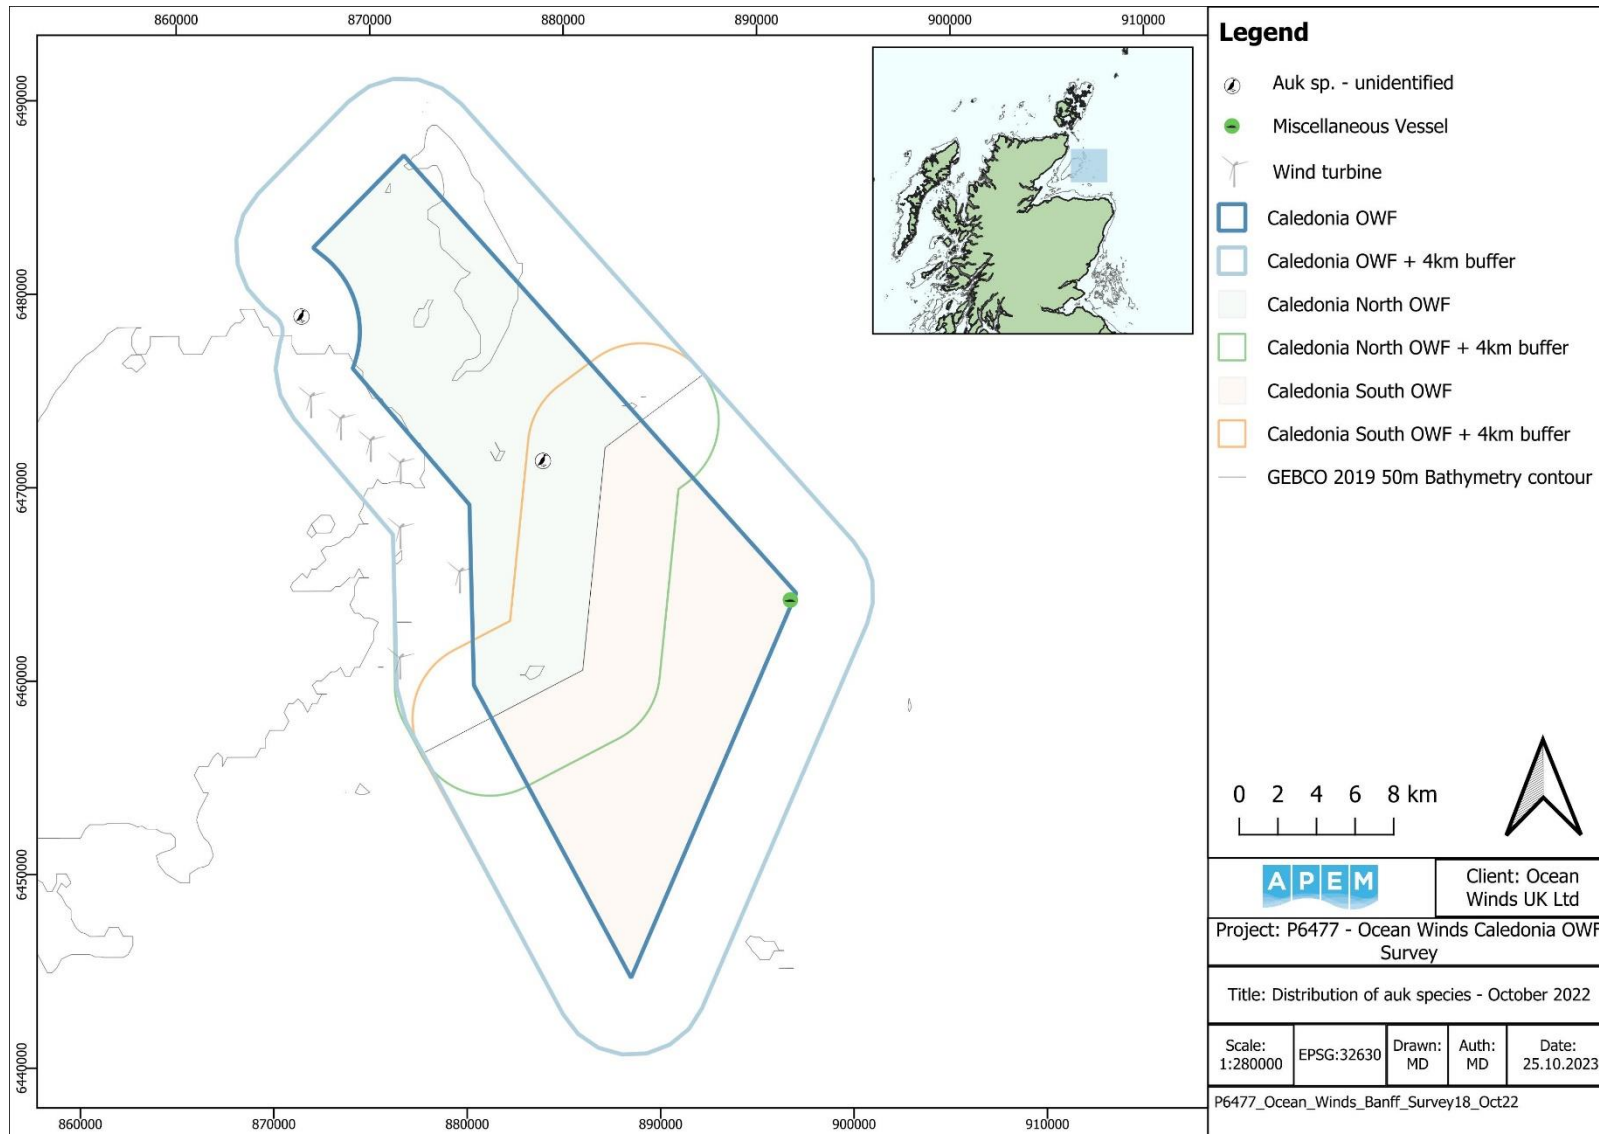 860000 870000 880000 890000 900000 910000
6490000
6480000
6470000
6460000
6450000
6440000
860000 870000 880000 890000 900000 910000
Legend
Auk sp. - unidentified
Miscellaneous Vessel
Wind turbine
Caledonia OWF
Caledonia OWF + 4km buffer
Caledonia North OWF
Caledonia North OWF + 4km buffer
Caledonia South OWF
Caledonia South OWF + 4km buffer
GEBCO 2019 50m Bathymetry contour
0 2 4 6 8 km
APEM
Client: Ocean
Winds UK Ltd
Project: P6477 - Ocean Winds Caledonia OWF
Survey
Title: Distribution of auk species - October 2022
Scale:
1:280000
EPSG:32630
Drawn:
MD
Auth:
MD
Date:
25.10.2023
P6477_Ocean_Winds_Banff_Survey18_Oct22